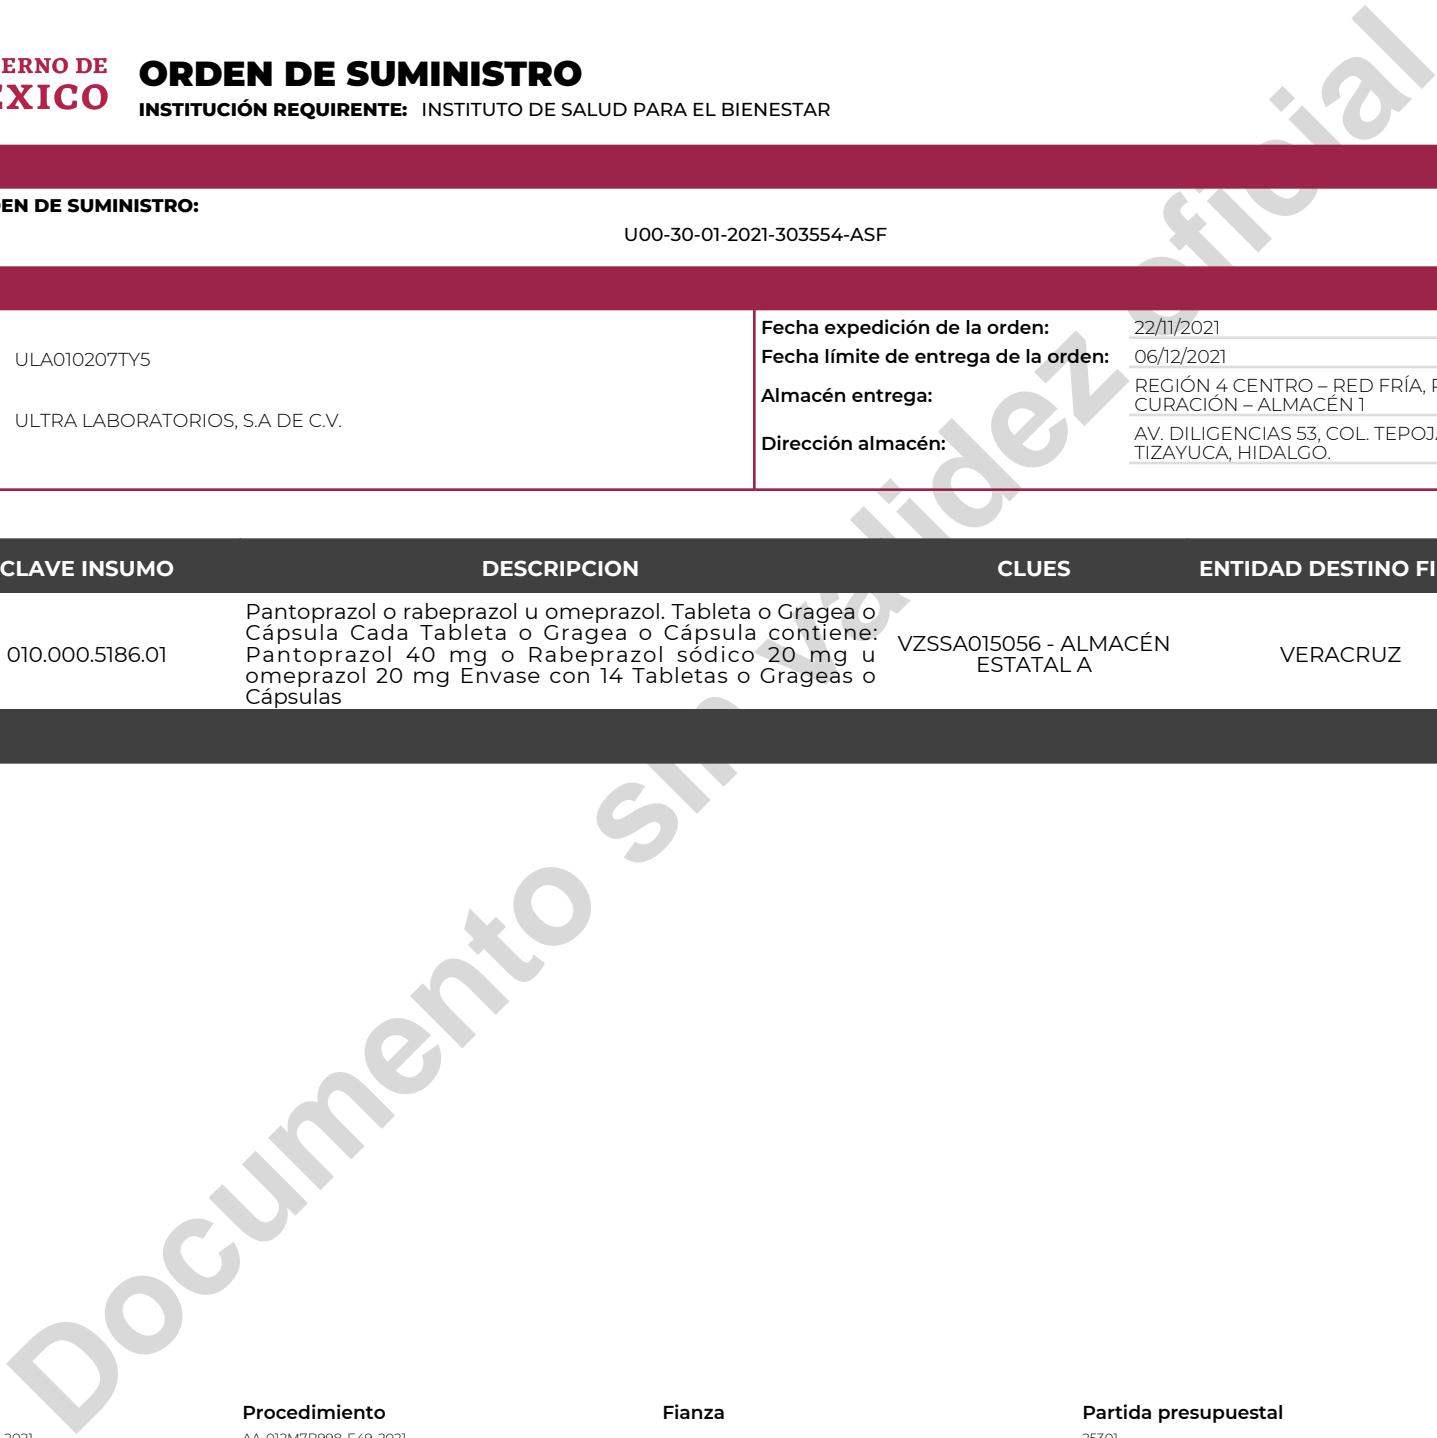 ERNO DE
ÉXICO
ORDEN DE SUMINISTRO
INSTITUCIÓN REQUIRENTE: INSTITUTO DE SALUD PARA EL BIENESTAR
EN DE SUMINISTRO:
U00-30-01-2021-303554-ASF
ULA010207TY5
ULTRA LABORATORIOS, S.A DE C.V.
Fecha expedición de la orden: 22/11/2021
Fecha límite de entrega de la orden: 06/12/2021
Almacén entrega: REGIÓN 4 CENTRO – RED FRÍA,
CURACIÓN – ALMACÉN 1
Dirección almacén: AV. DILIGENCIAS 53, COL. TEPOJA
TIZAYUCA, HIDALGO.
CLAVE INSUMO DESCRIPCION CLUES ENTIDAD DESTINO FI
010.000.5186.01
Pantoprazol o rabeprazol u omeprazol. Tableta o Gragea o
Cápsula Cada Tableta o Gragea o Cápsula contiene:
Pantoprazol 40 mg o Rabeprazol sódico 20 mg u
omeprazol 20 mg Envase con 14 Tabletas o Grageas o
Cápsulas
VZSSA015056 - ALMACÉN
ESTATAL A
VERACRUZ
Documento sin validez oficial
Procedimiento Fianza Partida presupuestal